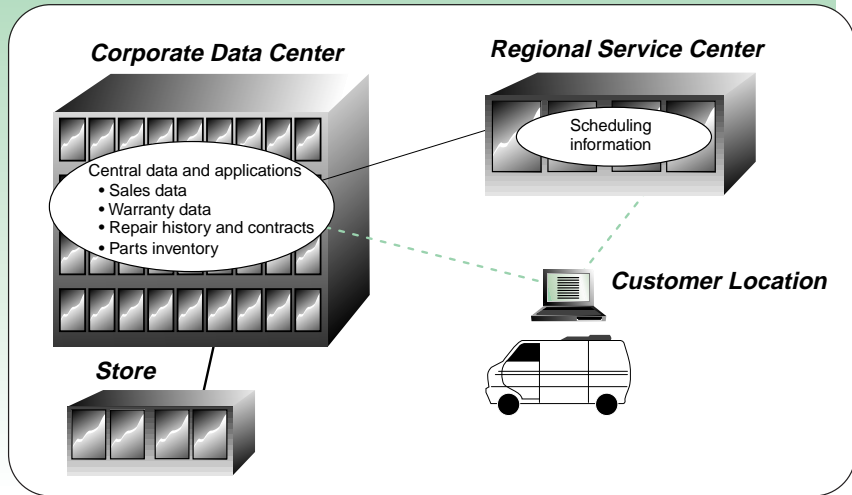 Corporate Data Center
Regional Service Center
Scheduling
information
Central data and applications
• Sales data
• Warranty data
• Repair history and contracts
• Parts inventory
Customer Location
Store